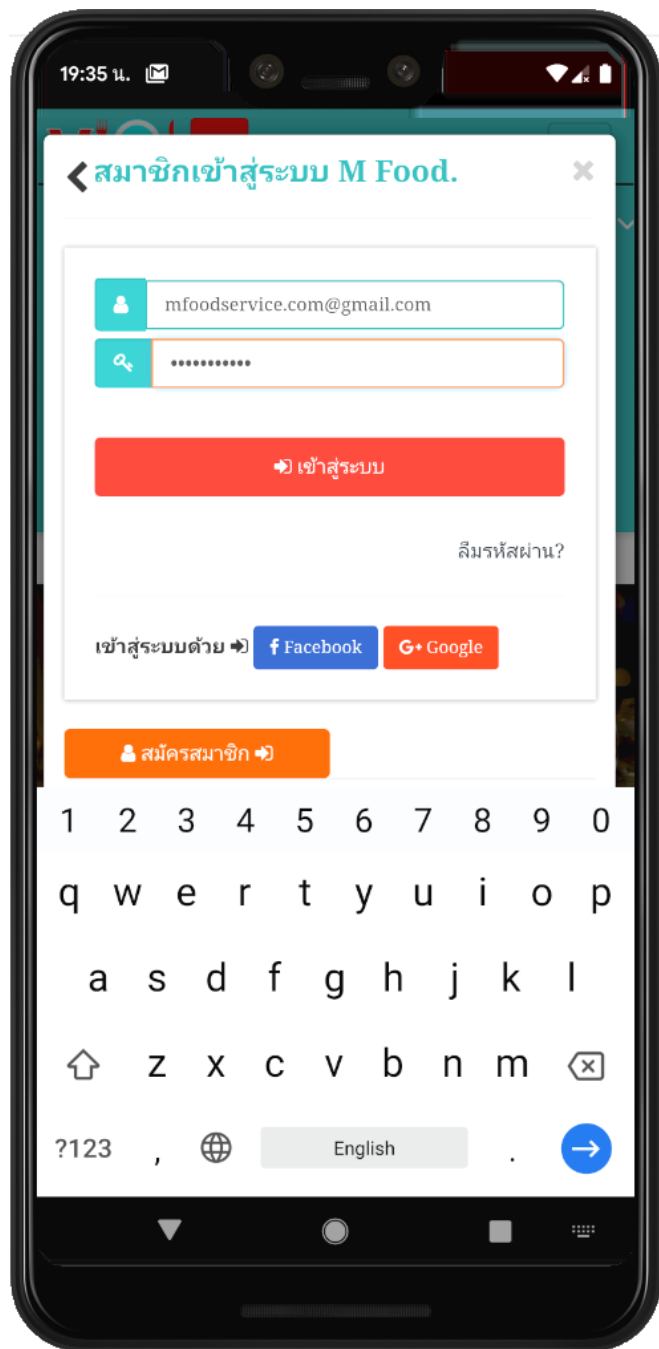 19:35 น.
สมาชิกเข้าสู่ระบบ M Food.
mfoodservice.com@gmail.com
•••••••••••
เข้าสู่ระบบ
ลืมรหัสผ่าน?
เข้าสู่ระบบด้วย Facebook G+ Google
สมัครสมาชิก
1 2 3 4 5 6 7 8 9 0
q w e r t y u i o p
a s d f g h j k l
z x c v b n m
?123 , English .